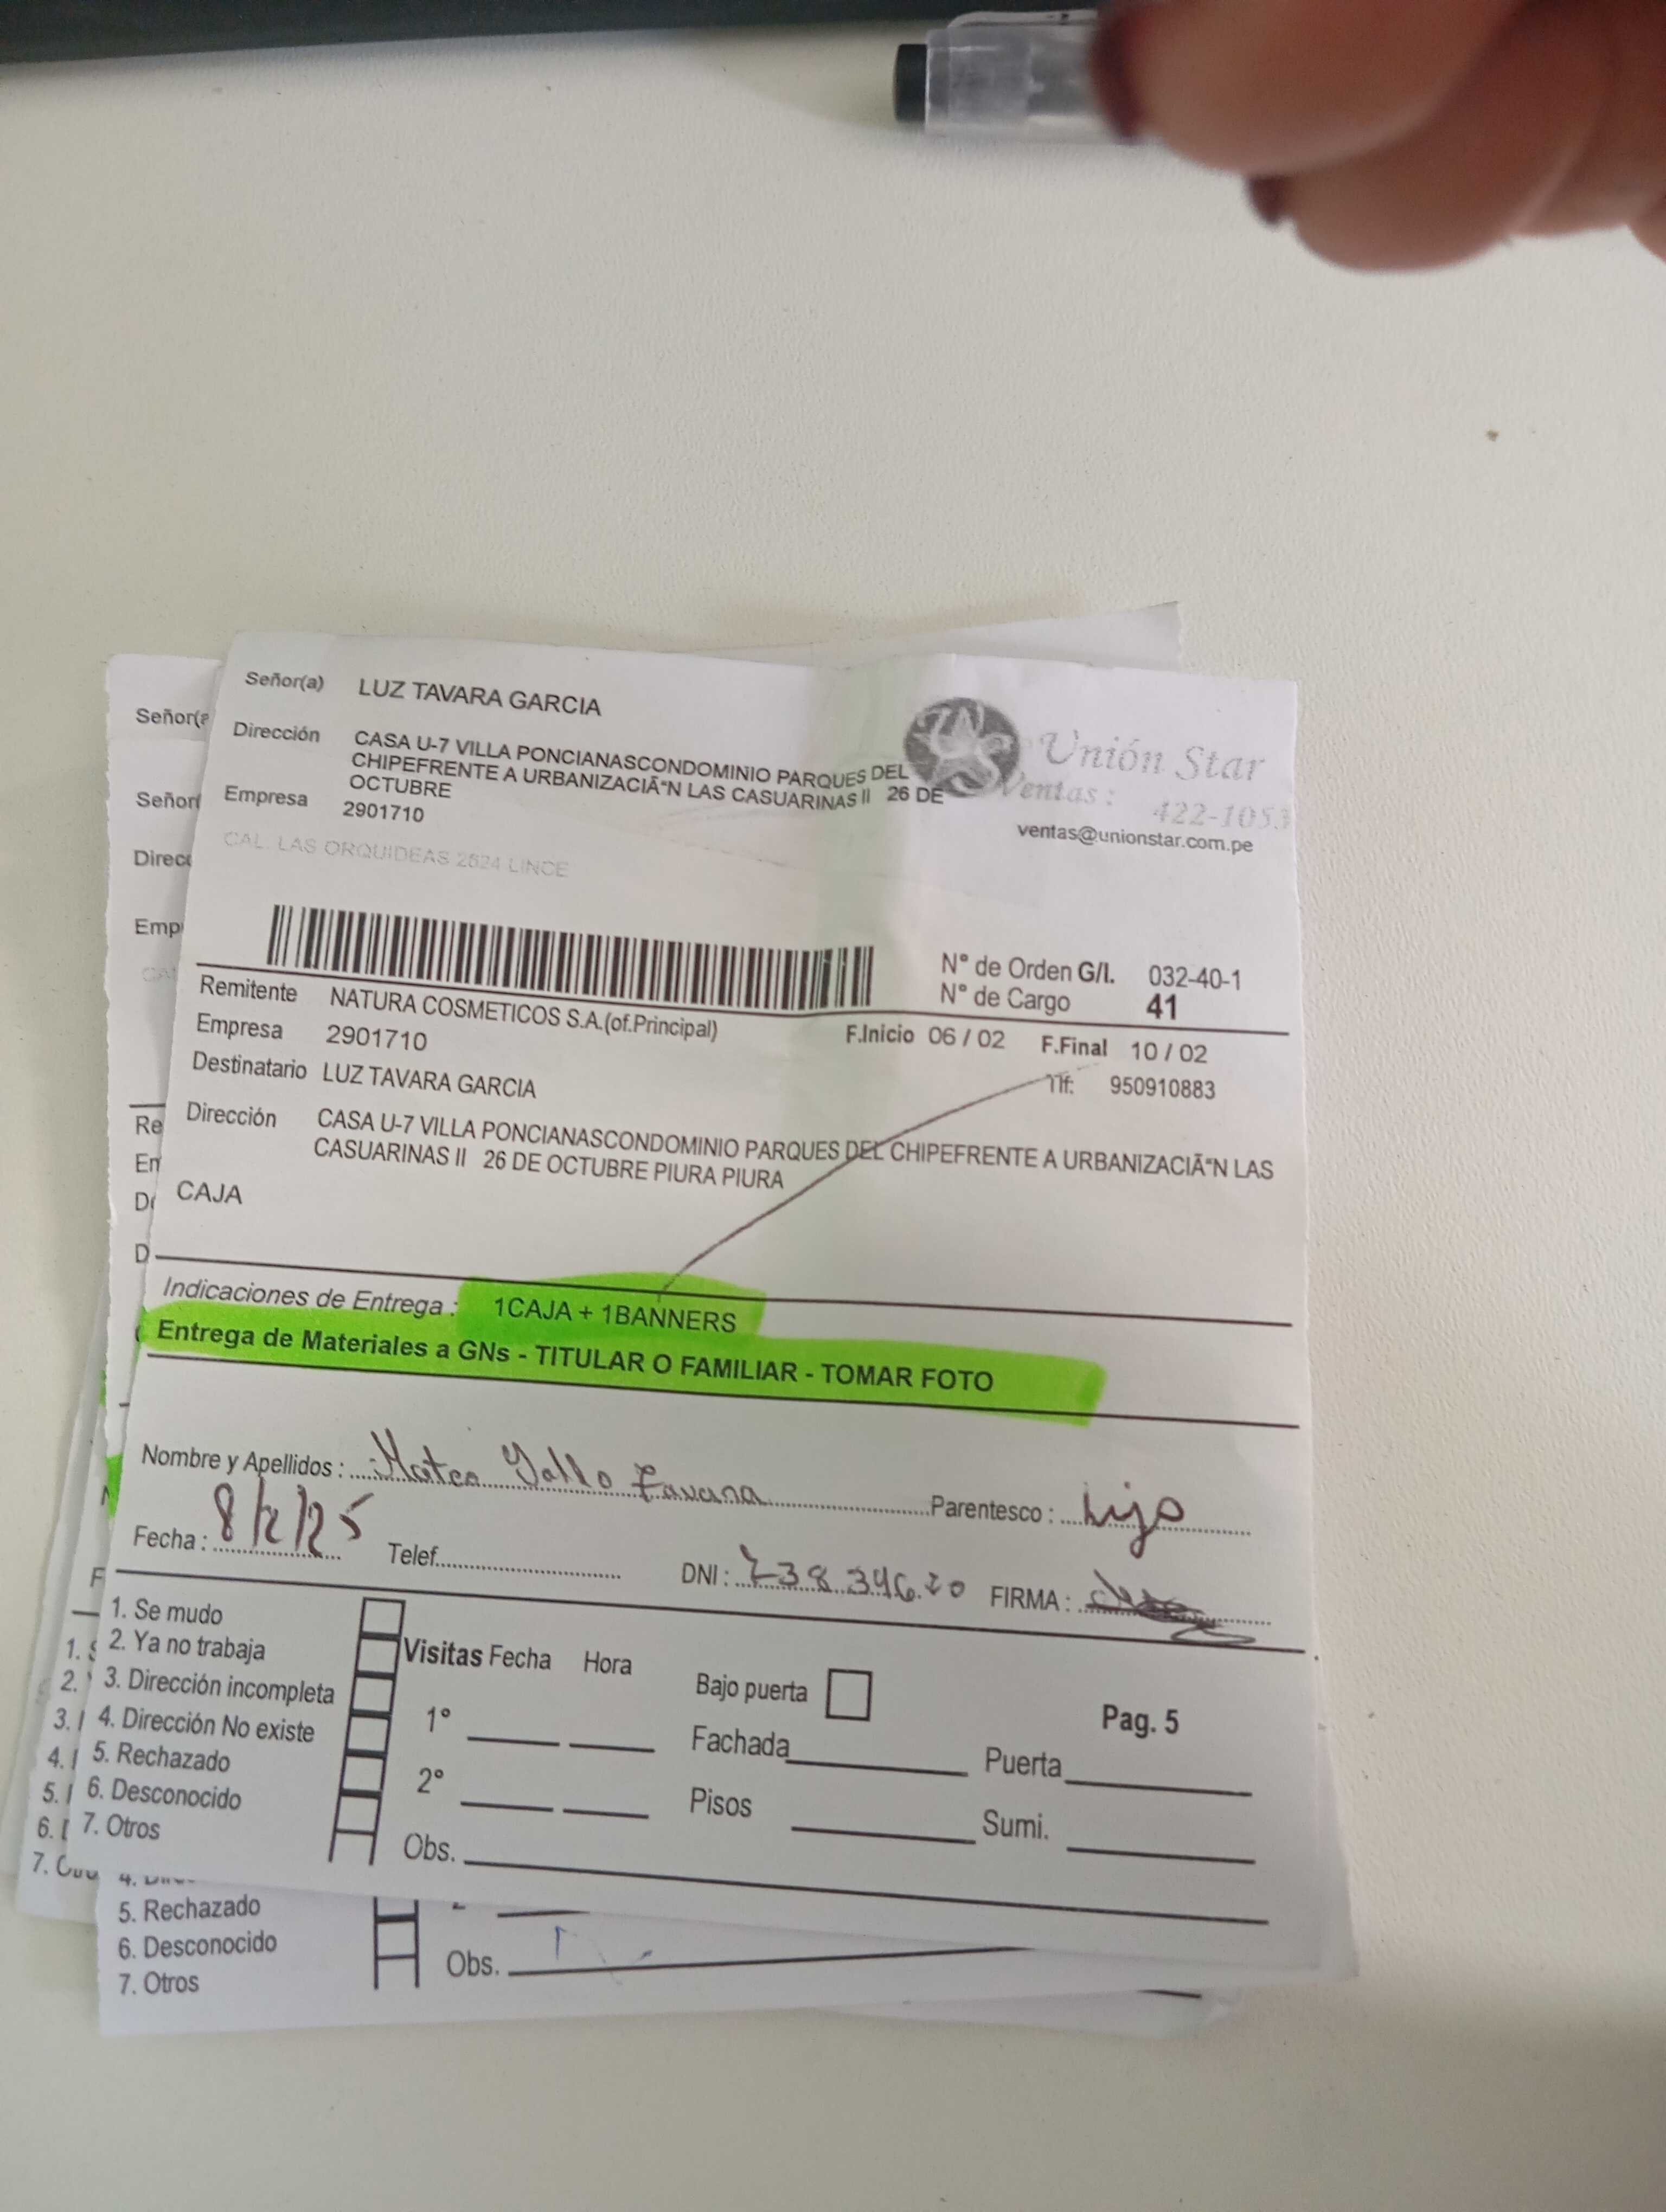 Señor(a) LUZ TAVARA GARCIA
Dirección CASA U-7 VILLA PONCIANASCONDOMINIO PARQUES DEL
CHIPEFRENTE A URBANIZACIÃ“N LAS CASUARINAS II 26 DE
OCTUBRE
Empresa 2901710
CAL. LAS ORQUIDEAS 2624 LINCE
Unión Star
Ventas: 422-1053
ventas@unionstar.com.pe
N° de Orden G/I. 032-40-1
N° de Cargo 41
Remitente NATURA COSMETICOS S.A.(of.Principal)
F.Inicio 06 / 02 F.Final 10 / 02
Empresa 2901710
Tlf: 950910883
Destinatario LUZ TAVARA GARCIA
Dirección CASA U-7 VILLA PONCIANASCONDOMINIO PARQUES DEL CHIPEFRENTE A URBANIZACIÃ“N LAS
CASUARINAS II 26 DE OCTUBRE PIURA PIURA
CAJA
Indicaciones de Entrega : 1CAJA + 1BANNERS
Entrega de Materiales a GNs - TITULAR O FAMILIAR - TOMAR FOTO
Nombre y Apellidos : Mateo Parentesco : hijo
Fecha : 8/2/25 Telef. DNI : FIRMA :
1. Se mudo
2. Ya no trabaja
3. Dirección incompleta
4. Dirección No existe
5. Rechazado
6. Desconocido
7. Otros
Visitas Fecha Hora
1°
2°
Obs.
Bajo puerta
Fachada
Pisos
Pag. 5
Puerta
Sumi.
5. Rechazado
6. Desconocido
7. Otros
Obs.